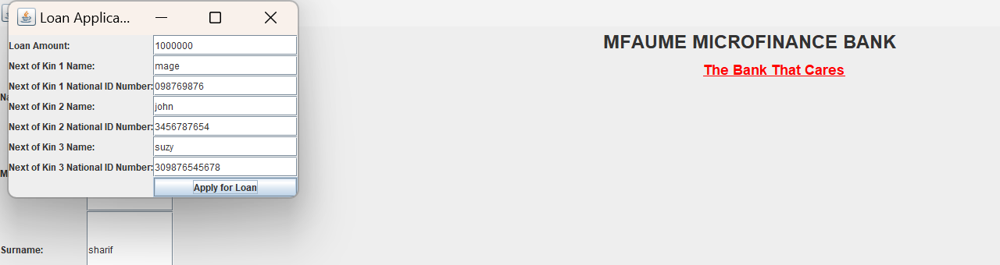 Loan Applica...
MFAUME MICROFINANCE BANK
The Bank That Cares
Loan Amount: 1000000
Next of Kin 1 Name: mage
Next of Kin 1 National ID Number: 098769876
Next of Kin 2 Name: john
Next of Kin 2 National ID Number: 3456787654
Next of Kin 3 Name: suzy
Next of Kin 3 National ID Number: 309876545678
Apply for Loan
Surname: sharif